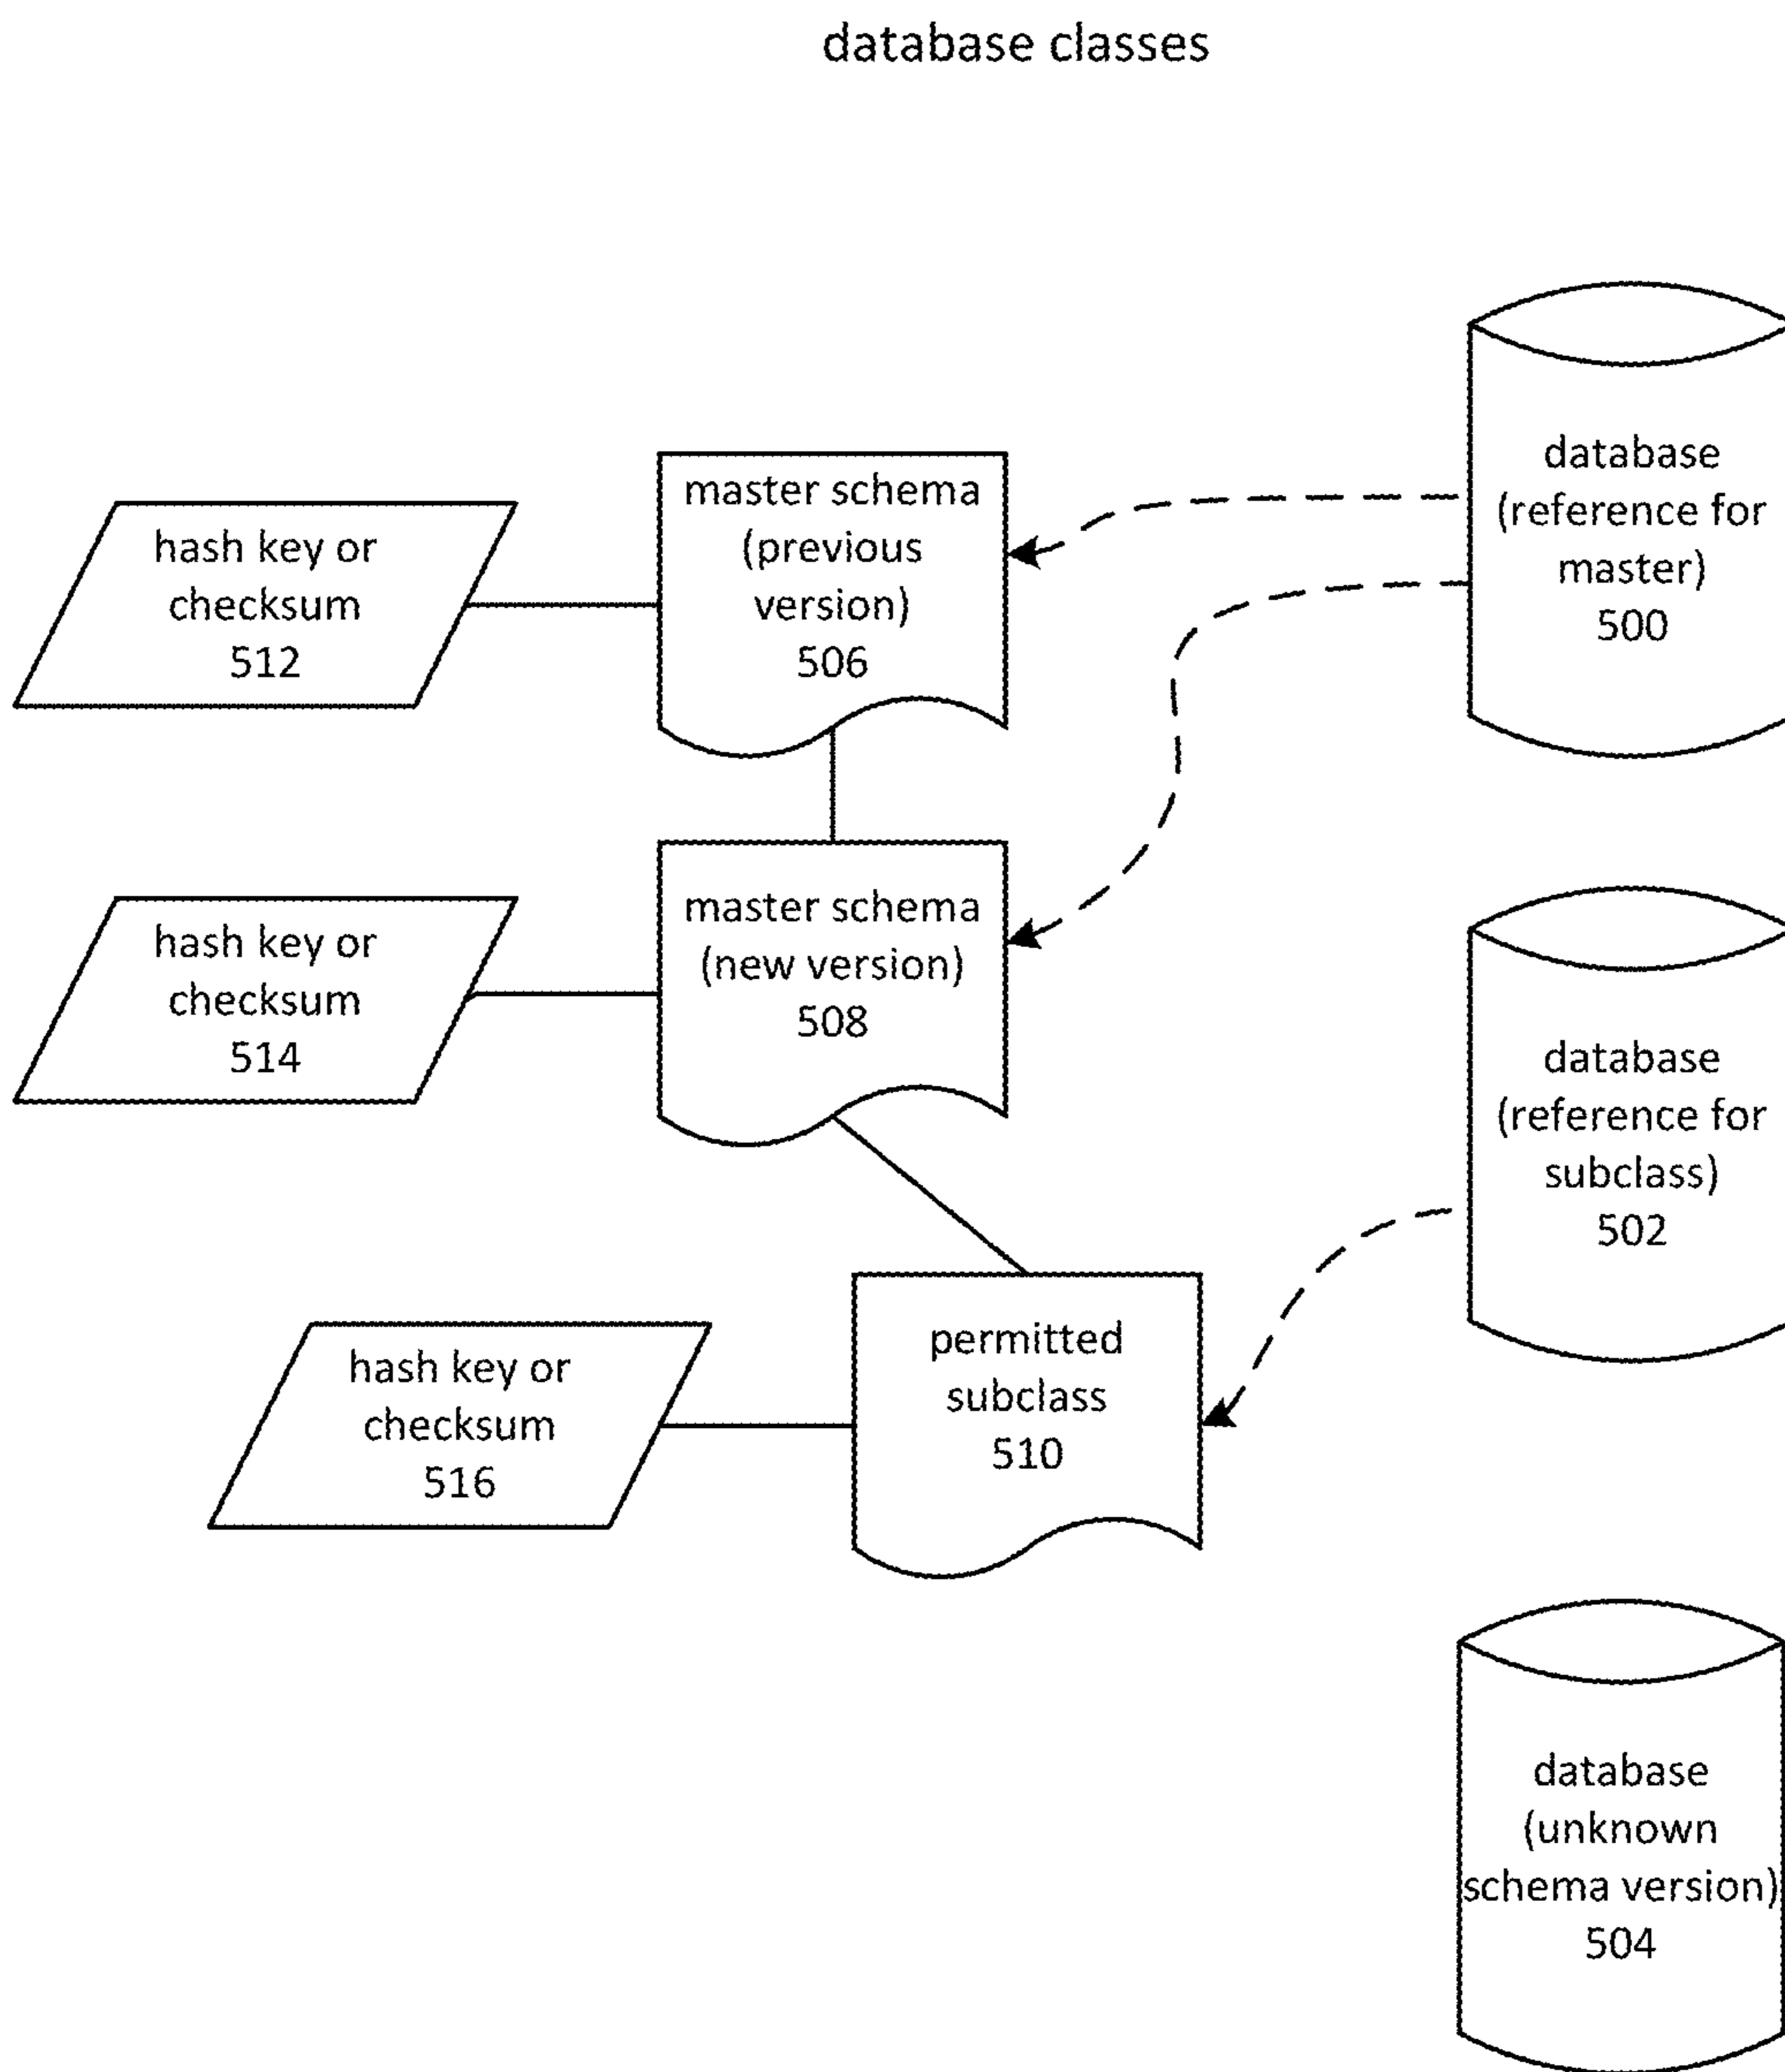 database classes
database
(reference for
master)
500
master schema
(previous
version)
506
hash key or
checksum
512
master schema
(new version)
508
hash key or
checksum
514
database
(reference for
subclass)
502
permitted
subclass
510
hash key or
checksum
516
database
(unknown
schema version)
504